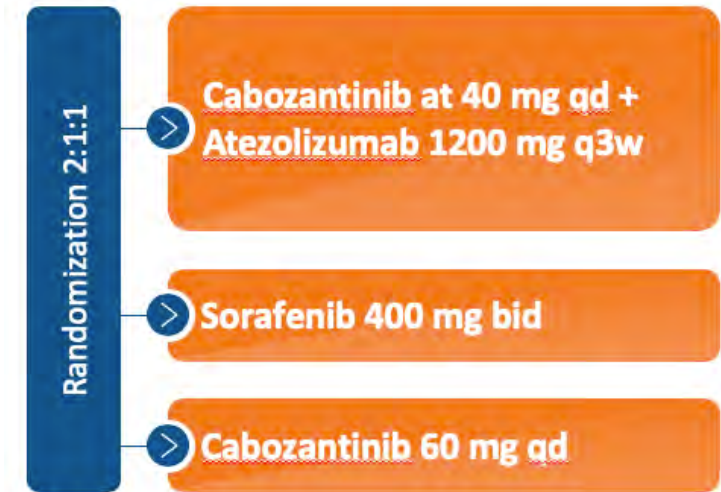 Randomization 2:1:1
Cabozantinib at 40 mg qd +
Atezolizumab 1200 mg q3w
Sorafenib 400 mg bid
Cabozantinib 60 mg qd